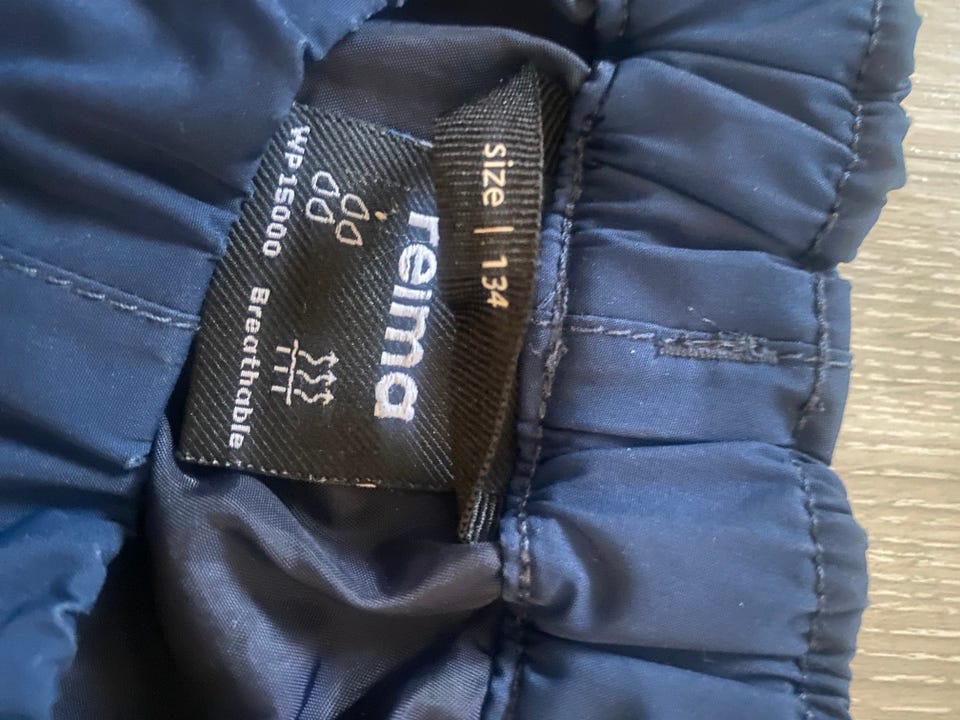 size | 134
reima
WP15000
Breathable